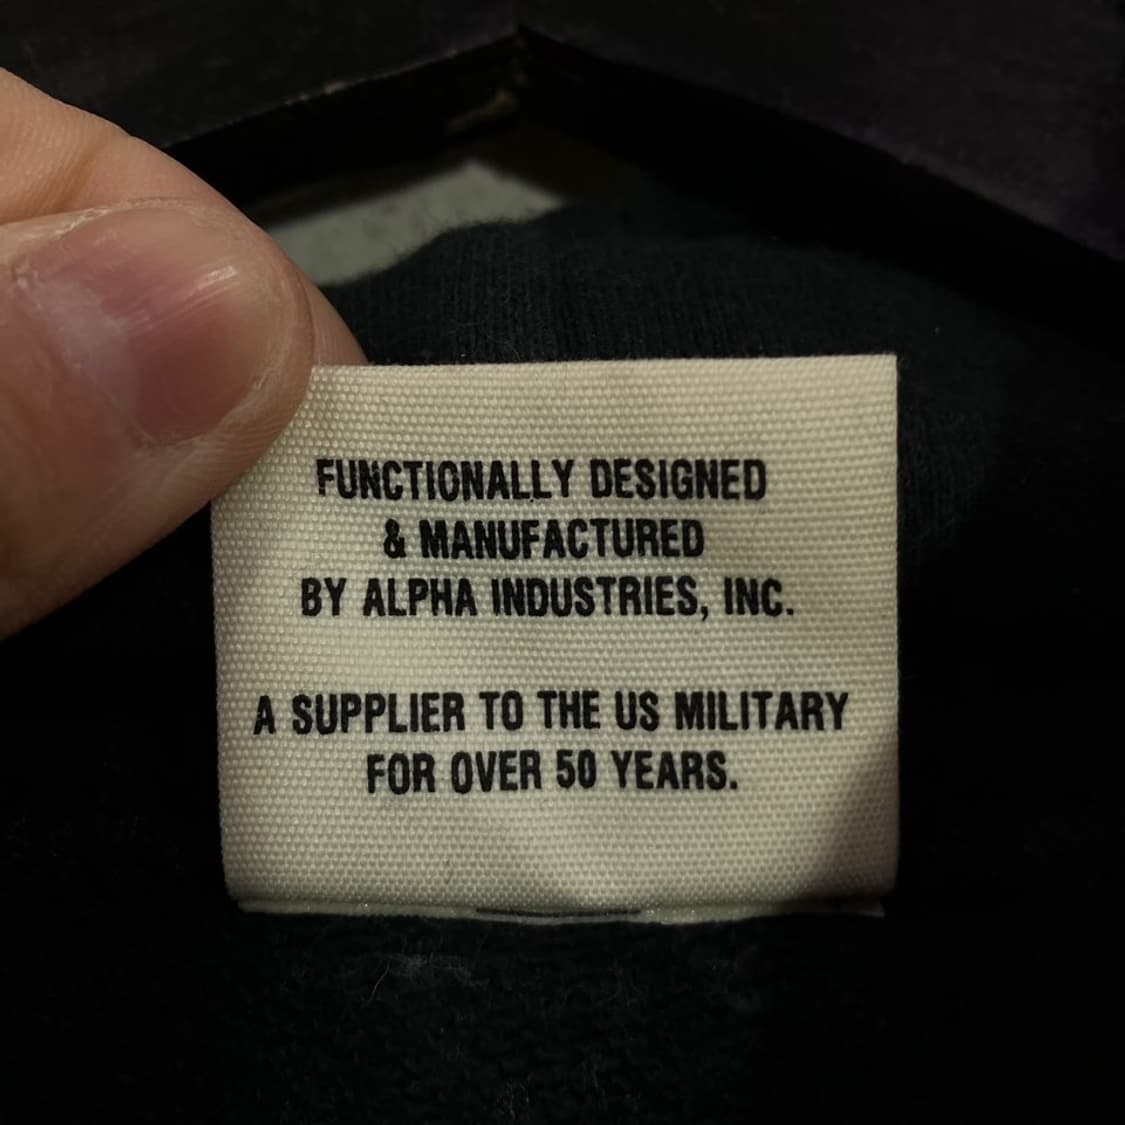 FUNCTIONALLY DESIGNED
& MANUFACTURED
BY ALPHA INDUSTRIES, INC.
A SUPPLIER TO THE US MILITARY
FOR OVER 50 YEARS.